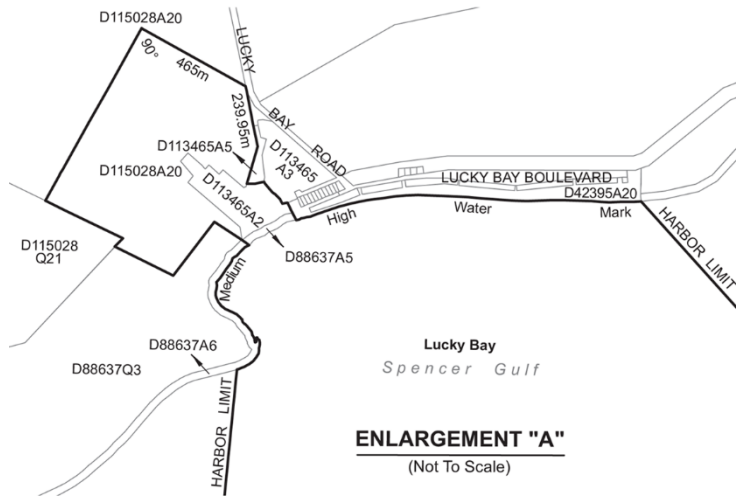 D115028A20
90°
465m
LUCKY
BAY
ROAD
239.95m
D113465A5
D113465
A3
D115028A20
D113465A2
LUCKY BAY BOULEVARD
D42395A20
High
Water
Mark
HARBOR LIMIT
D115028
Q21
D88637A5
Medium
D88637A6
D88637Q3
Lucky Bay
Spencer Gulf
HARBOR LIMIT
ENLARGEMENT "A"
(Not To Scale)